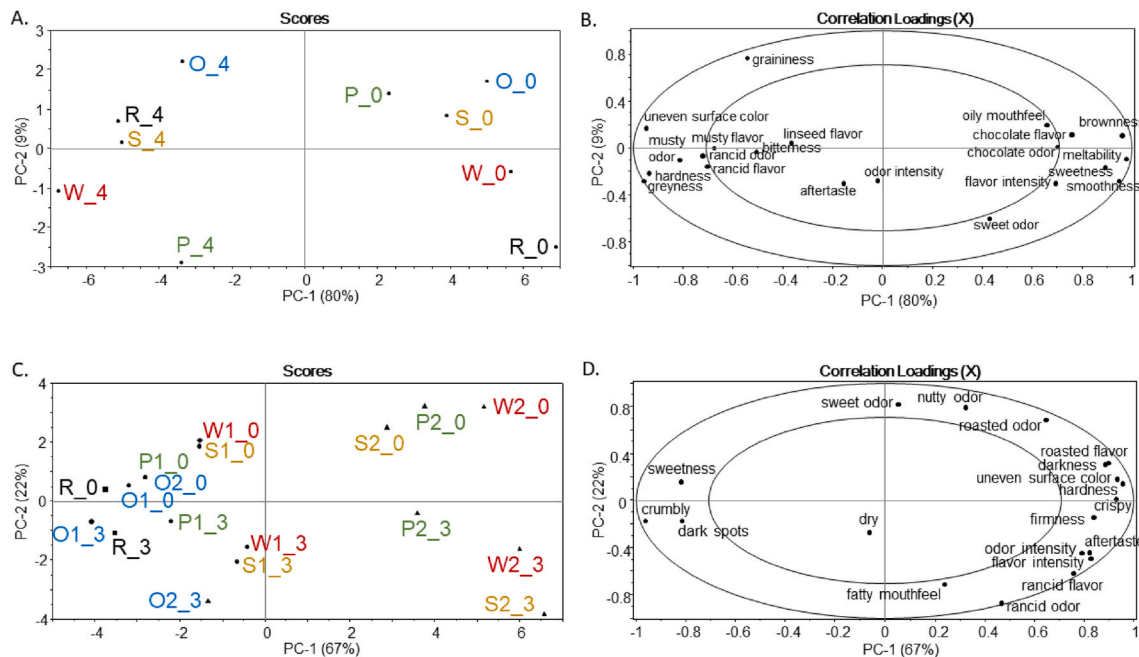 A.
Scores
3
O_4
O_0
2
P_0
R_4
S_0
1
S_4
0
W_0
-1
W_4
-2
P_4
R_0
-3
-6 -4 -2 0 2 4 6
PC-1 (80%)
PC-2 (9%)
B.
Correlation Loadings (X)
graininess
0.8
uneven surface color
oily mouthfeel
brownness
0.4
linseed flavor
chocolate flavor
musty
musty flavor
bitterness
chocolate odor
meltability
0
odor
rancid odor
hardness
rancid flavor
odor intensity
sweetness
greyness
aftertaste
flavor intensity
smoothness
-0.4
sweet odor
-0.8
-1 -0.8 -0.6 -0.4 -0.2 0 0.2 0.4 0.6 0.8 1
PC-1 (80%)
PC-2 (9%)
C.
Scores
4
W2_0
P2_0
W1_0
S2_0
2
S1_0
P1_0
O2_0
R_0
O1_0
0
P1_3
P2_3
O1_3
R_3
W1_3
-2
S1_3
W2_3
O2_3
S2_3
-4
-4 -2 0 2 4 6
PC-1 (67%)
PC-2 (22%)
D.
Correlation Loadings (X)
sweet odor
nutty odor
0.8
roasted odor
roasted flavor
sweetness
darkness
0.4
uneven surface color
hardness
0
crumbly
crispy
dark spots
dry
firmness
odor intensity
aftertaste
-0.4
flavor intensity
fatty mouthfeel
rancid flavor
-0.8
rancid odor
-1 -0.8 -0.6 -0.4 -0.2 0 0.2 0.4 0.6 0.8 1
PC-1 (67%)
PC-2 (22%)